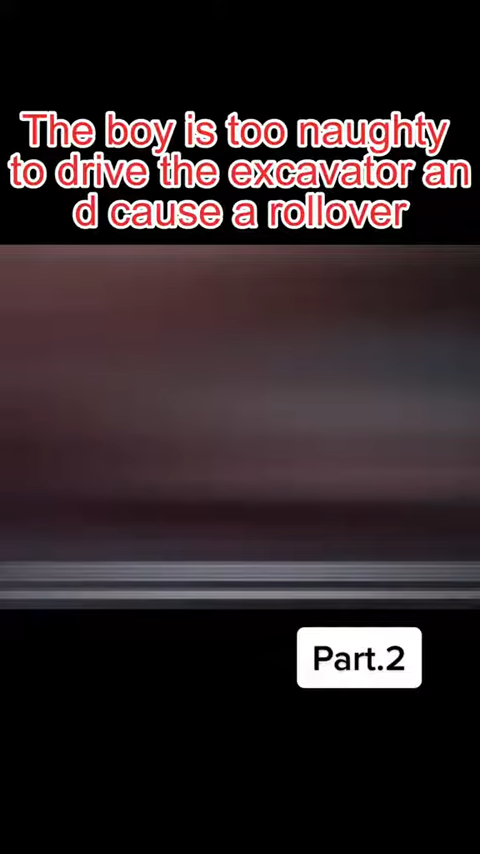 The boy is too naughty
to drive the excavator an
d cause a rollover
Part.2